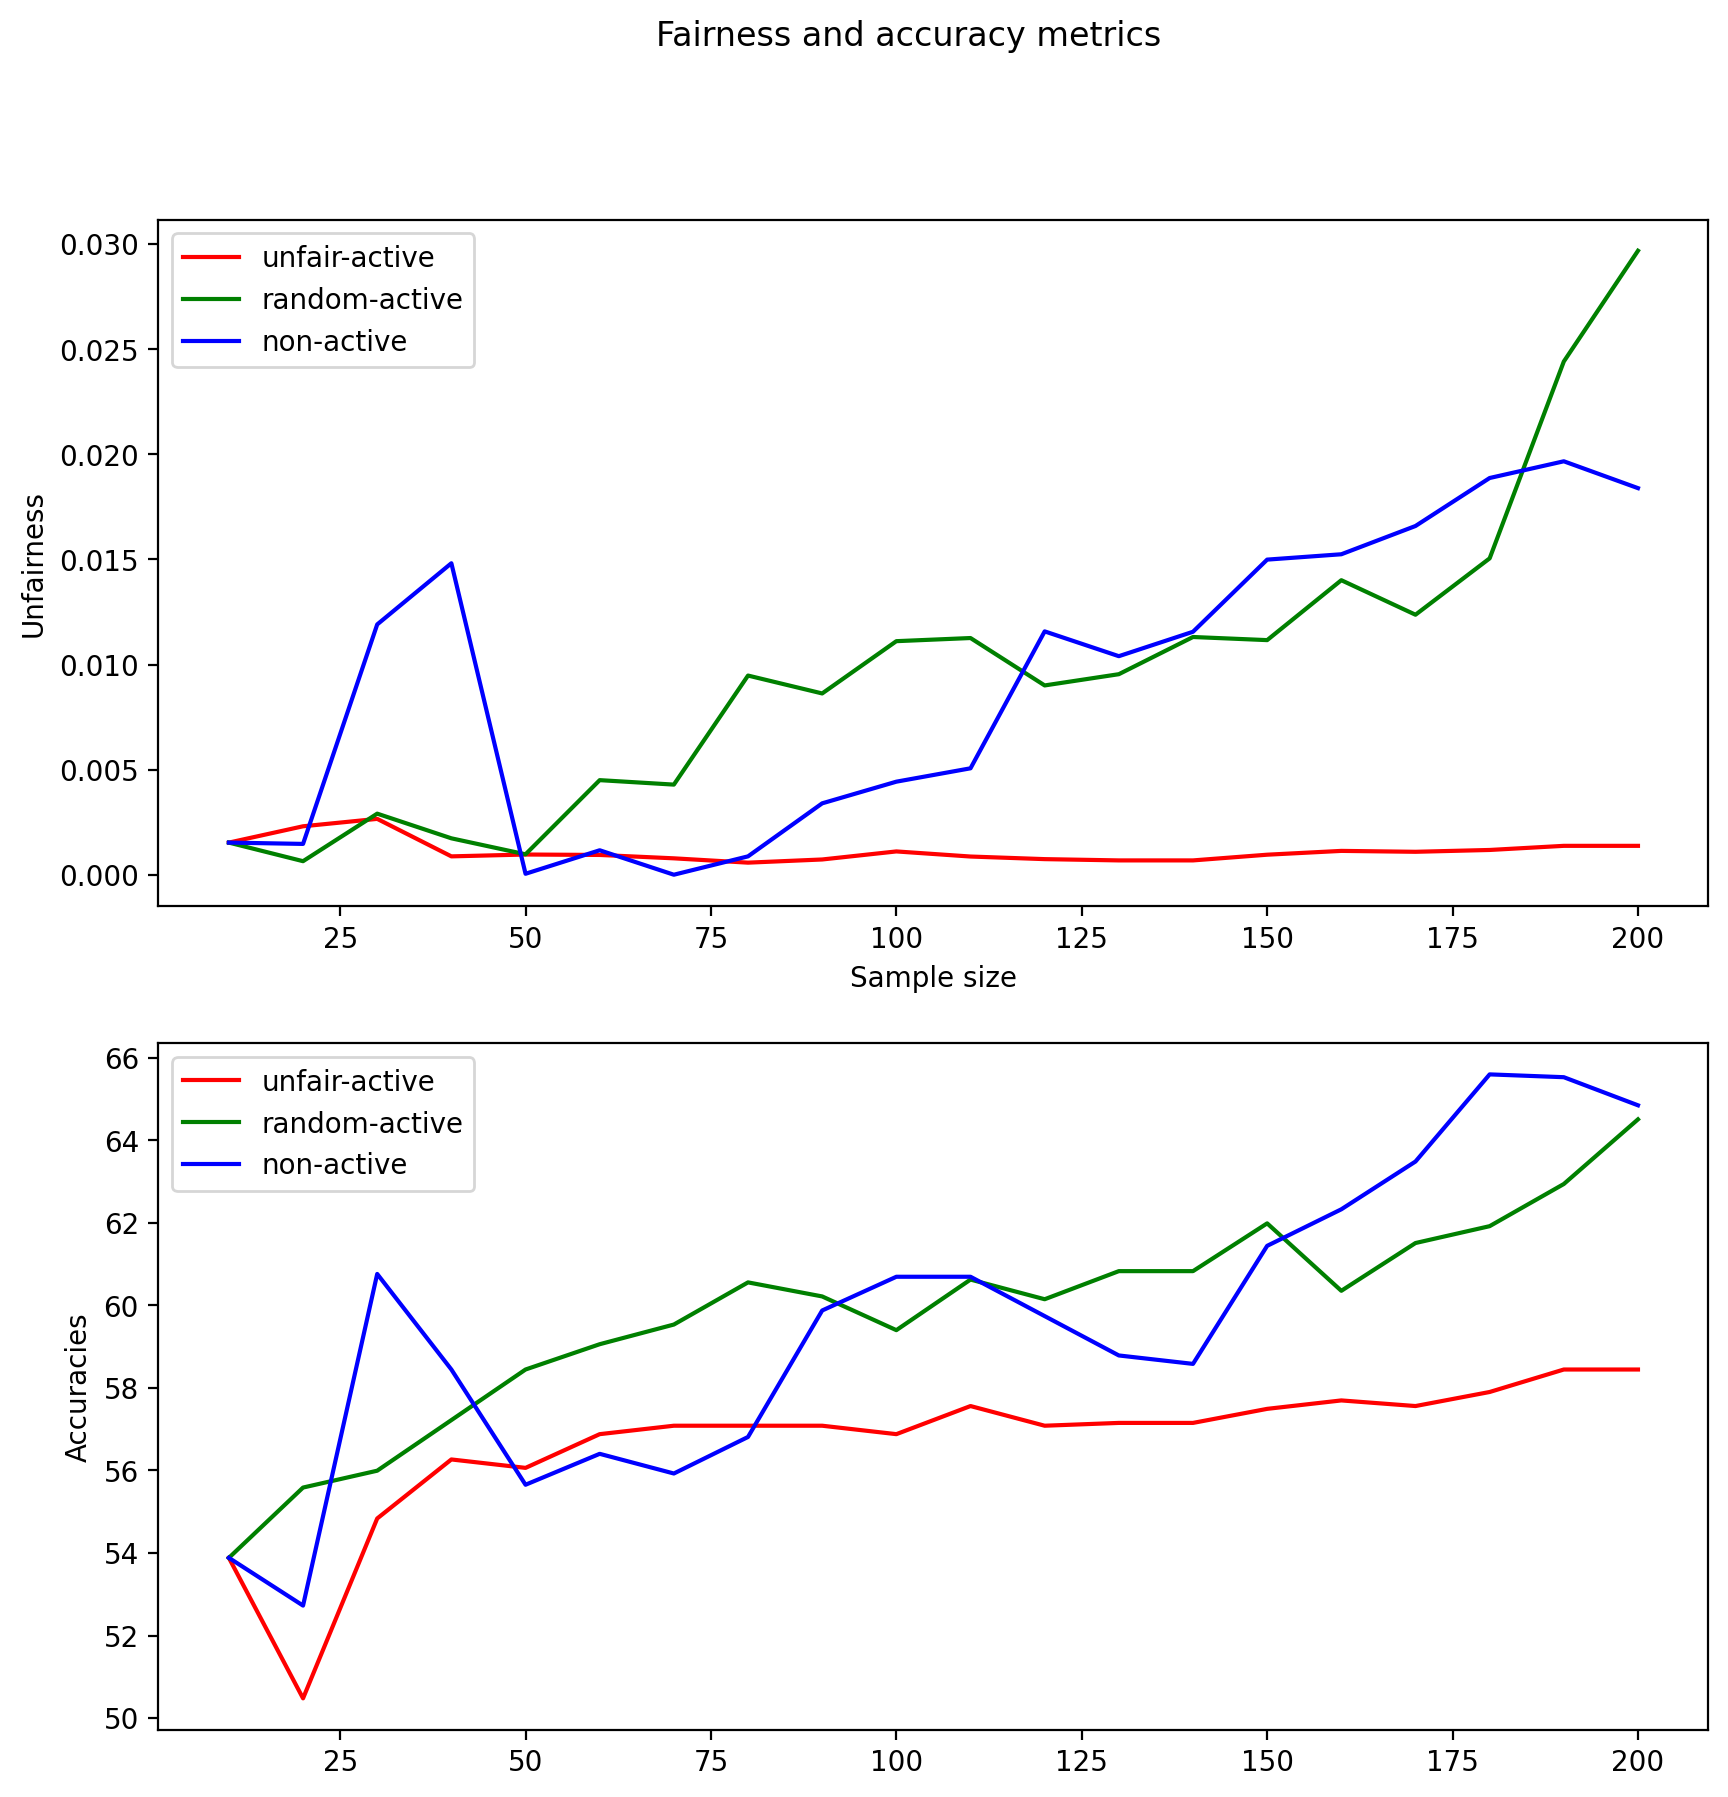 Fairness and accuracy metrics
unfair-active
random-active
non-active
0.030
0.025
0.020
0.015
0.010
0.005
0.000
Unfairness
25 50 75 100 125 150 175 200
Sample size
unfair-active
random-active
non-active
66
64
62
60
58
56
54
52
50
Accuracies
25 50 75 100 125 150 175 200